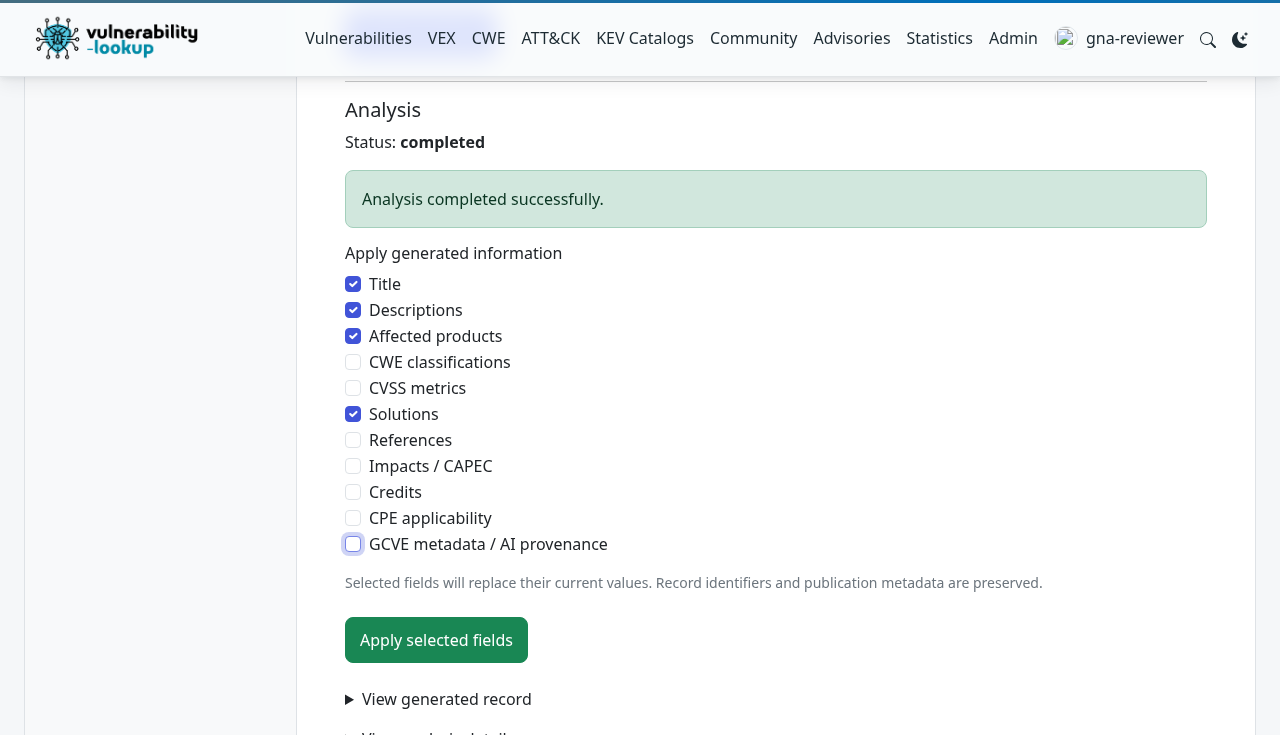 vulnerability
-lookup
Vulnerabilities VEX CWE ATT&CK KEV Catalogs Community Advisories Statistics Admin gna-reviewer
Analysis
Status: completed
Analysis completed successfully.
Apply generated information
Title
Descriptions
Affected products
CWE classifications
CVSS metrics
Solutions
References
Impacts / CAPEC
Credits
CPE applicability
GCVE metadata / AI provenance
Selected fields will replace their current values. Record identifiers and publication metadata are preserved.
Apply selected fields
View generated record